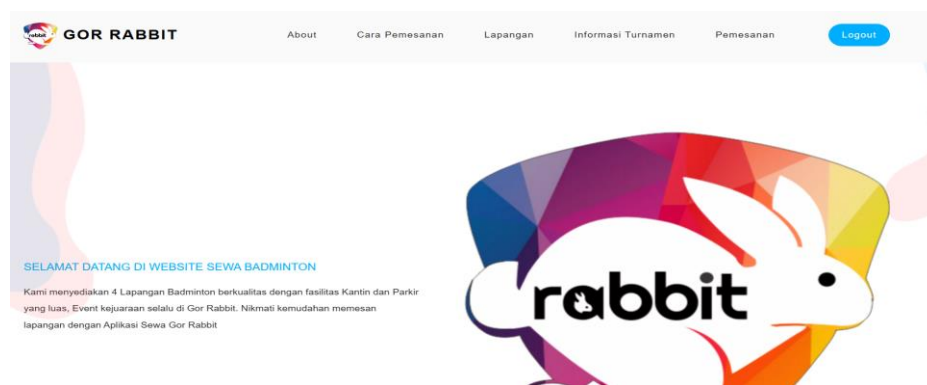 rabbit GOR RABBIT About Cara Pemesanan Lapangan Informasi Turnamen Pemesanan Logout
SELAMAT DATANG DI WEBSITE SEWA BADMINTON
Kami menyediakan 4 Lapangan Badminton berkualitas dengan fasilitas Kantin dan Parkir
yang luas, Event kejuaraan selalu di Gor Rabbit. Nikmati kemudahan memesan
lapangan dengan Aplikasi Sewa Gor Rabbit
rabbit